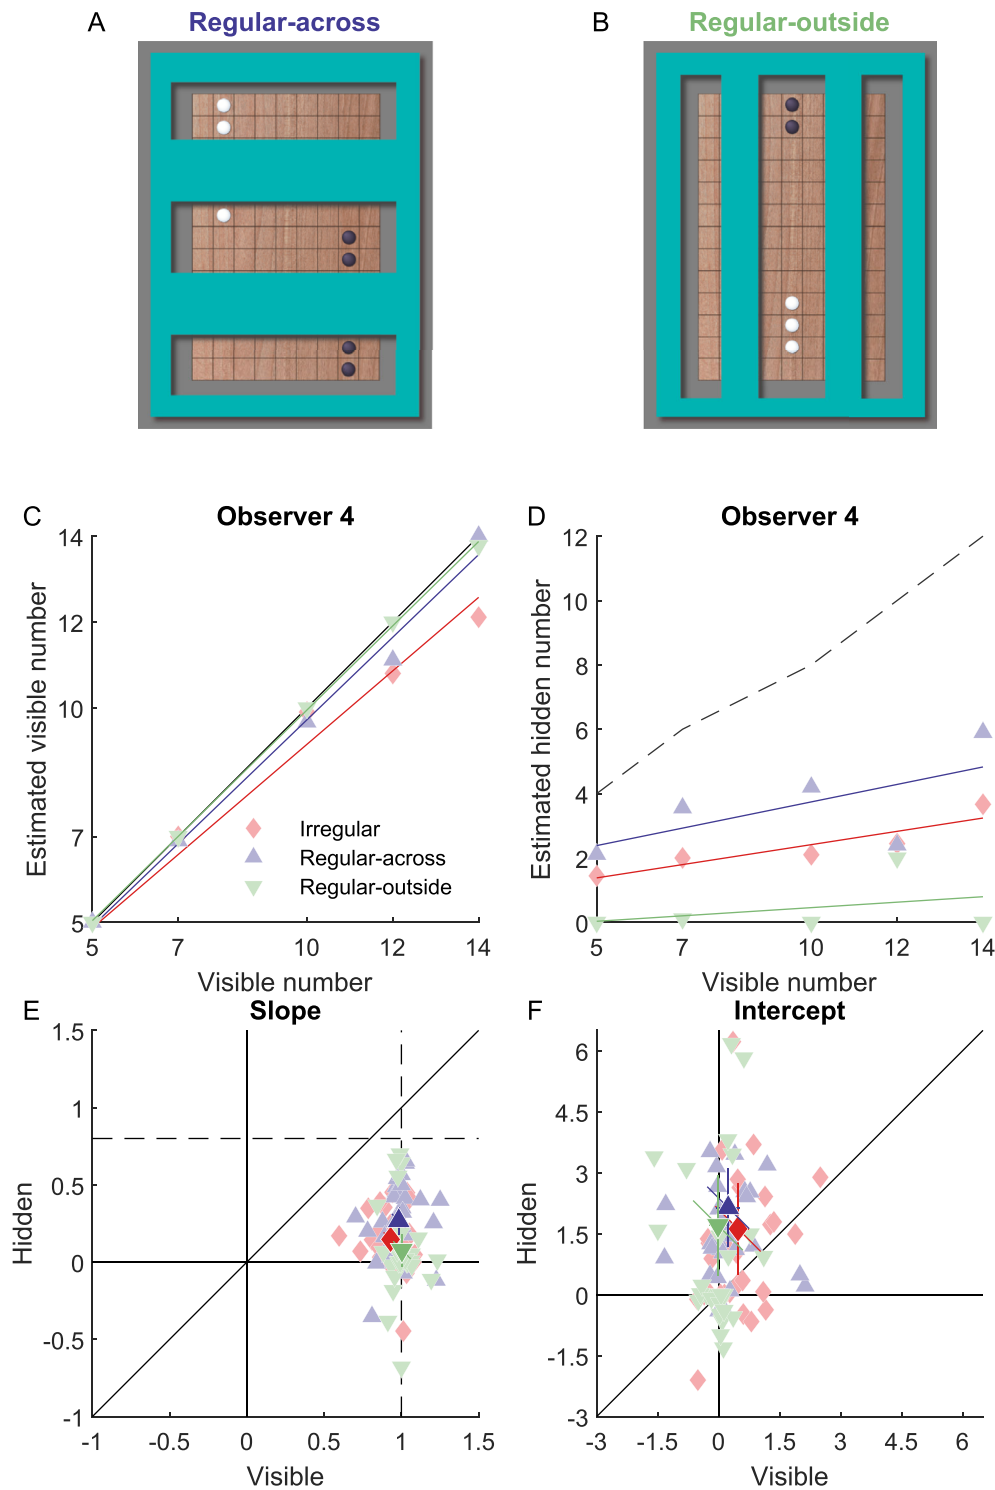 A
Regular-across
B
Regular-outside
C
Observer 4
Estimated visible number
14
12
10
7
5
5
7
10
12
14
Visible number
Irregular
Regular-across
Regular-outside
D
Observer 4
Estimated hidden number
12
10
8
6
4
2
0
5
7
10
12
14
Visible number
E
Slope
Hidden
1.5
1
0.5
0
-0.5
-1
-1
-0.5
0
0.5
1
1.5
Visible
F
Intercept
Hidden
6
4.5
3
1.5
0
-1.5
-3
-3
-1.5
0
1.5
3
4.5
6
Visible